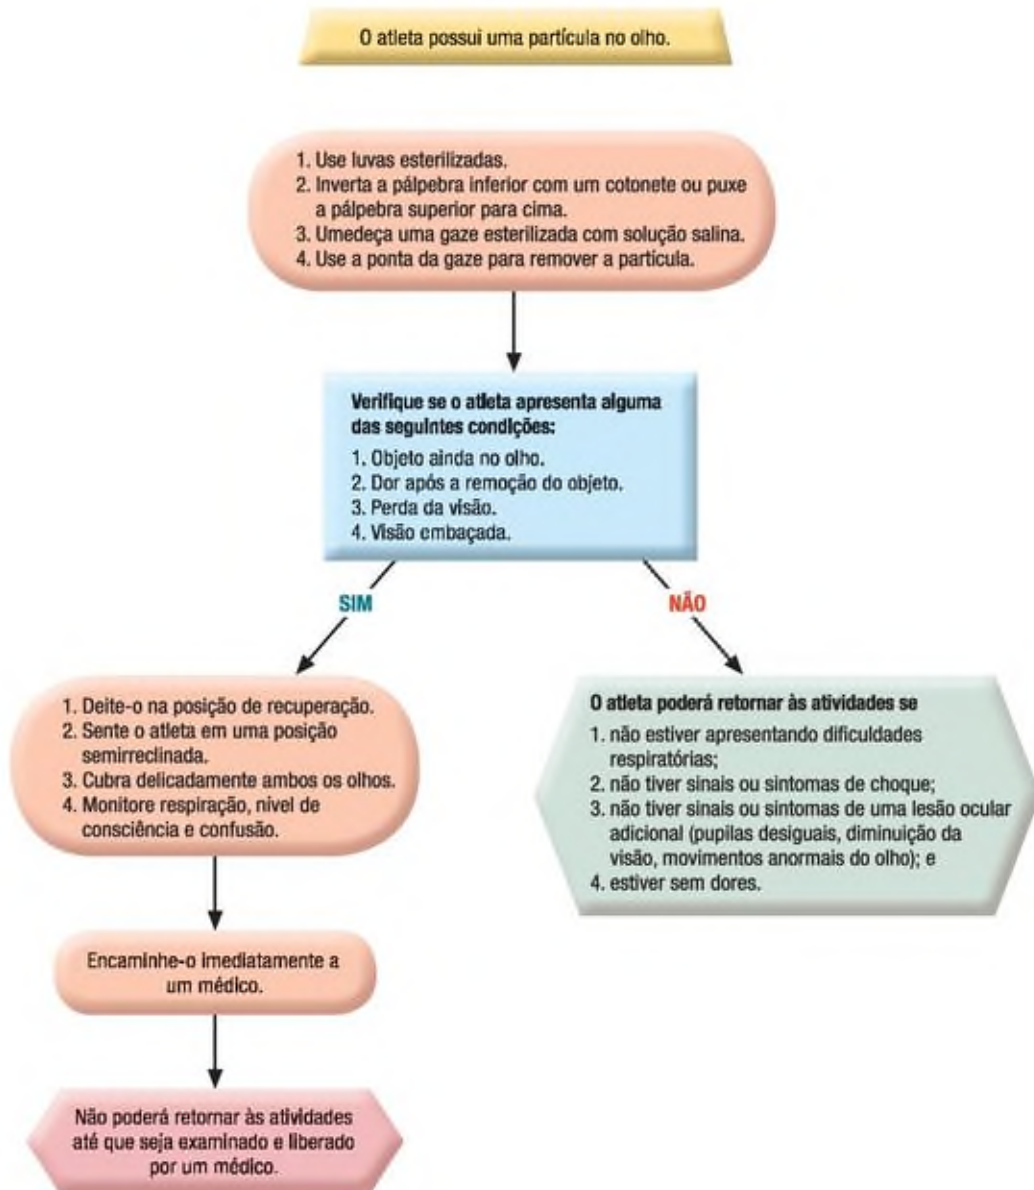 O atleta possui uma partícula no olho.
1. Use luvas esterilizadas.
2. Inverta a pálpebra inferior com um cotonete ou puxe
a pálpebra superior para cima.
3. Umedeça uma gaze esterilizada com solução salina.
4. Use a ponta da gaze para remover a partícula.
Verifique se o atleta apresenta alguma
das seguintes condições:
1. Objeto ainda no olho.
2. Dor após a remoção do objeto.
3. Perda da visão.
4. Visão embaçada.
SIM
NÃO
1. Deite-o na posição de recuperação.
2. Sente o atleta em uma posição
semirreclinada.
3. Cubra delicadamente ambos os olhos.
4. Monitore respiração, nível de
consciência e confusão.
O atleta poderá retornar às atividades se
1. não estiver apresentando dificuldades
respiratórias;
2. não tiver sinais ou sintomas de choque;
3. não tiver sinais ou sintomas de uma lesão ocular
adicional (pupilas desiguais, diminuição da
visão, movimentos anormais do olho); e
4. estiver sem dores.
Encaminhe-o imediatamente a
um médico.
Não poderá retornar às atividades
até que seja examinado e liberado
por um médico.